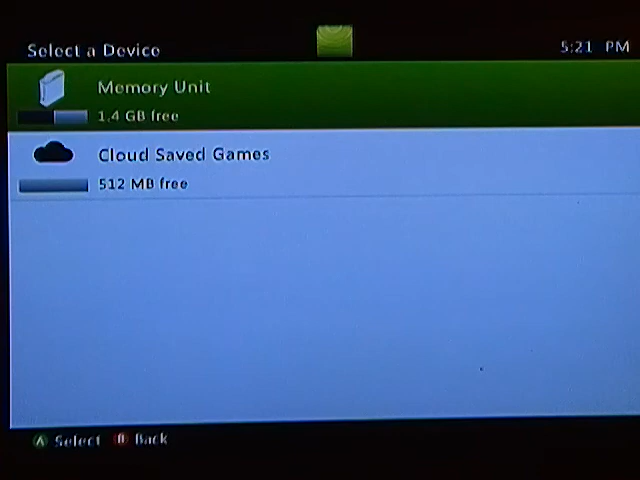 Select a Device
5:21 PM
Memory Unit
1.4 GB free
Cloud Saved Games
512 MB free
A Select B Back